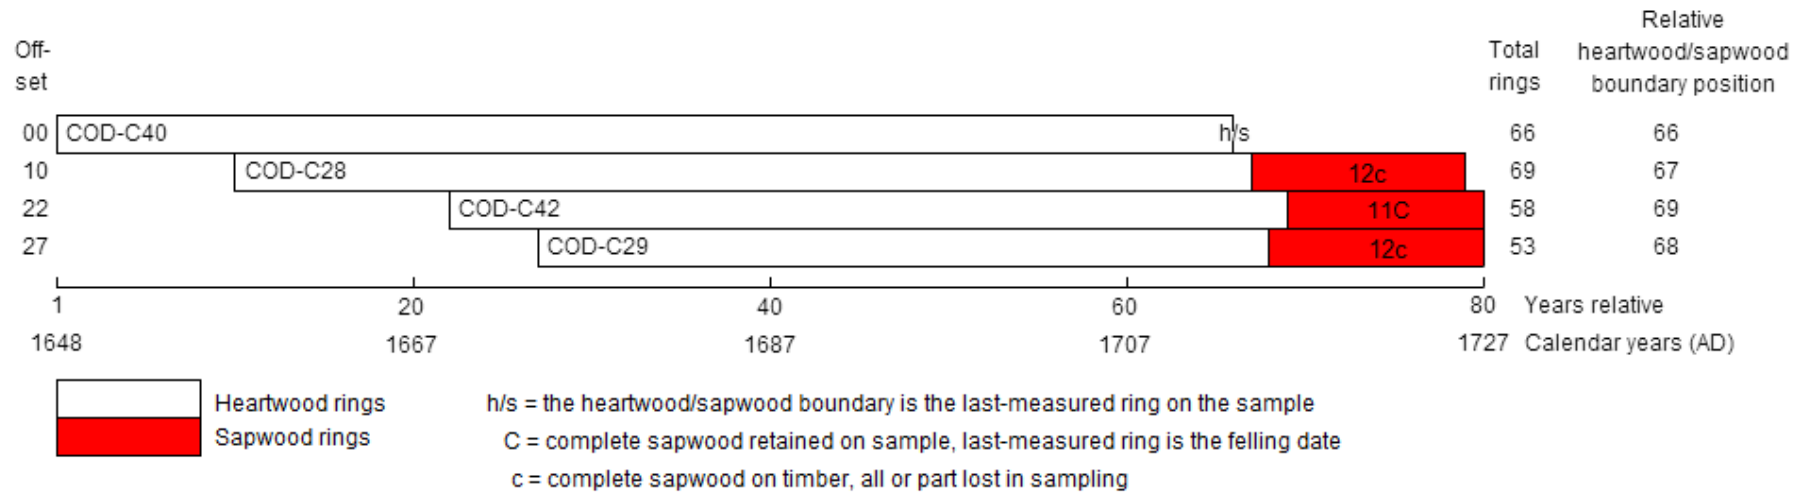 Relative
Off-
Total
heartwood/sapwood
set
rings
boundary position
00 COD-C40 h/s 66 66
10 COD-C28 12c 69 67
22 COD-C42 11C 58 69
27 COD-C29 12c 53 68
1 20 40 60 80 Years relative
1648 1667 1687 1707 1727 Calendar years (AD)
Heartwood rings h/s = the heartwood/sapwood boundary is the last-measured ring on the sample
Sapwood rings C = complete sapwood retained on sample, last-measured ring is the felling date
c = complete sapwood on timber, all or part lost in sampling